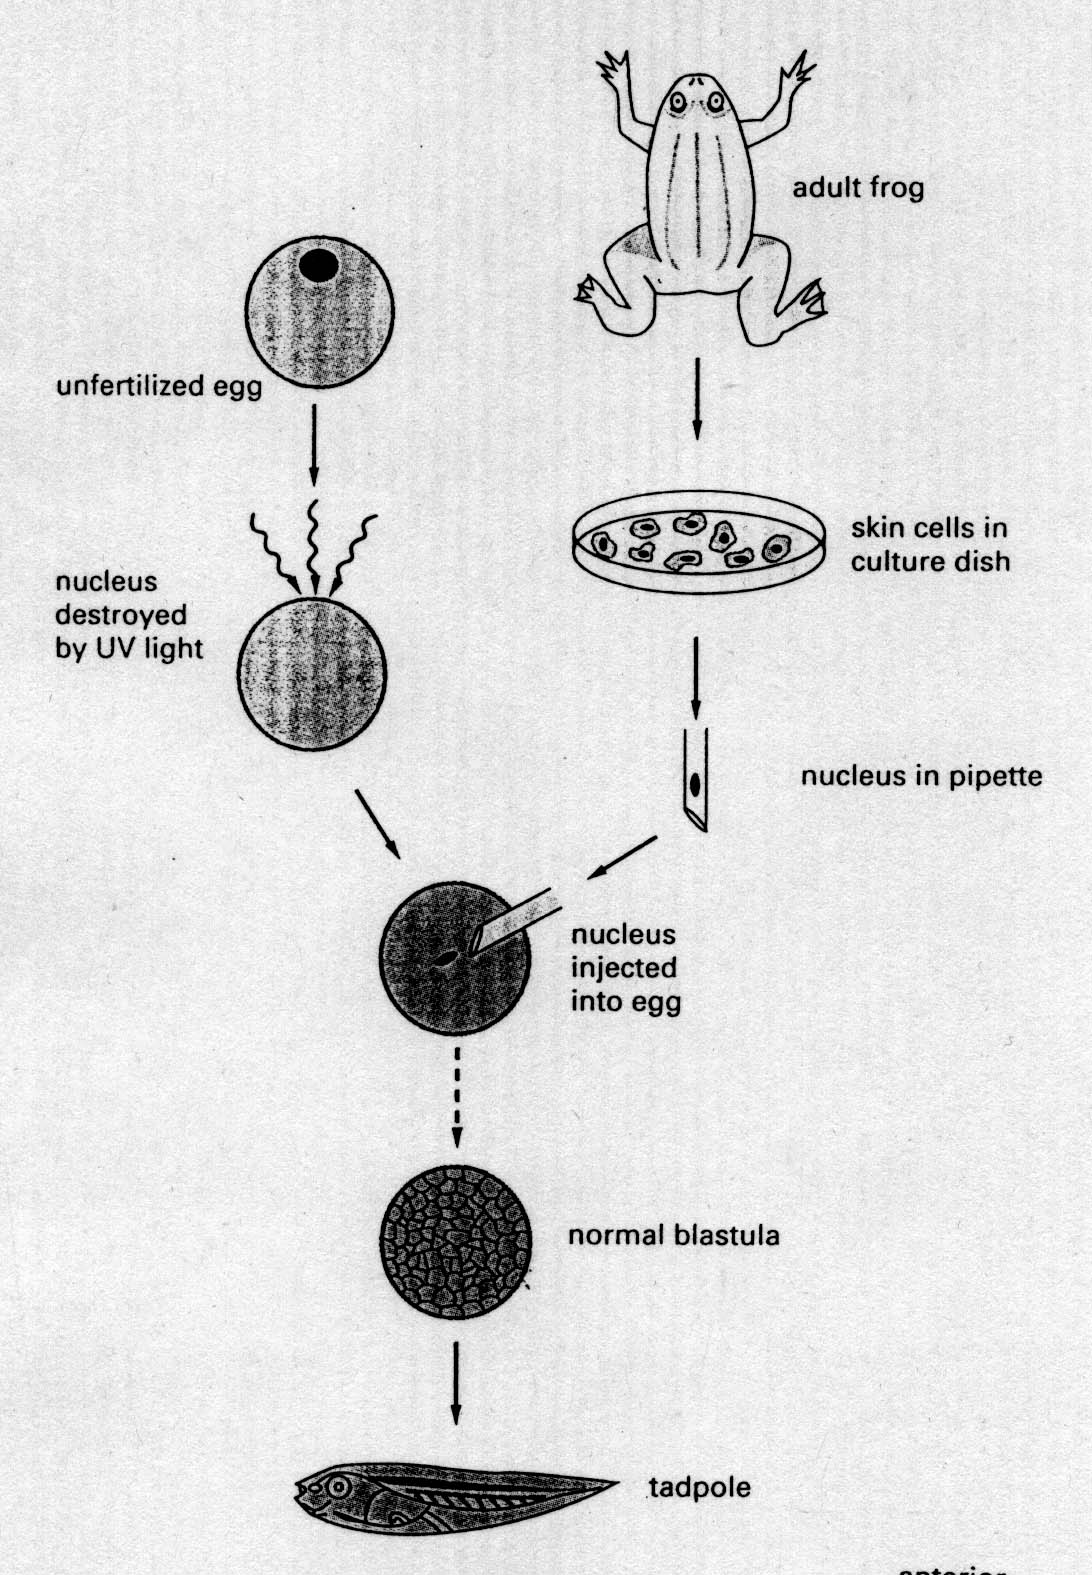 adult frog
unfertilized egg
skin cells in
culture dish
nucleus
destroyed
by UV light
nucleus in pipette
nucleus
injected
into egg
normal blastula
tadpole
anterior